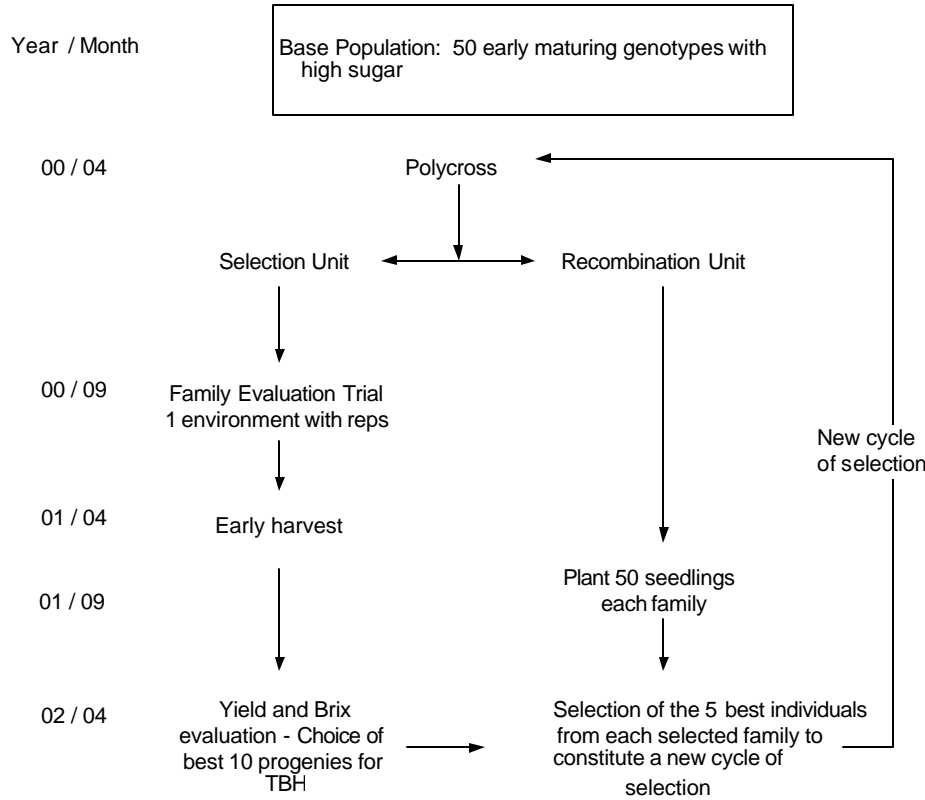 Year / Month
Base Population: 50 early maturing genotypes with
high sugar
00 / 04
Polycross
Selection Unit
Recombination Unit
00 / 09
Family Evaluation Trial
1 environment with reps
New cycle
of selection
01 / 04
Early harvest
Plant 50 seedlings
each family
01 / 09
02 / 04
Yield and Brix
evaluation - Choice of
best 10 progenies for
TBH
Selection of the 5 best individuals
from each selected family to
constitute a new cycle of
selection